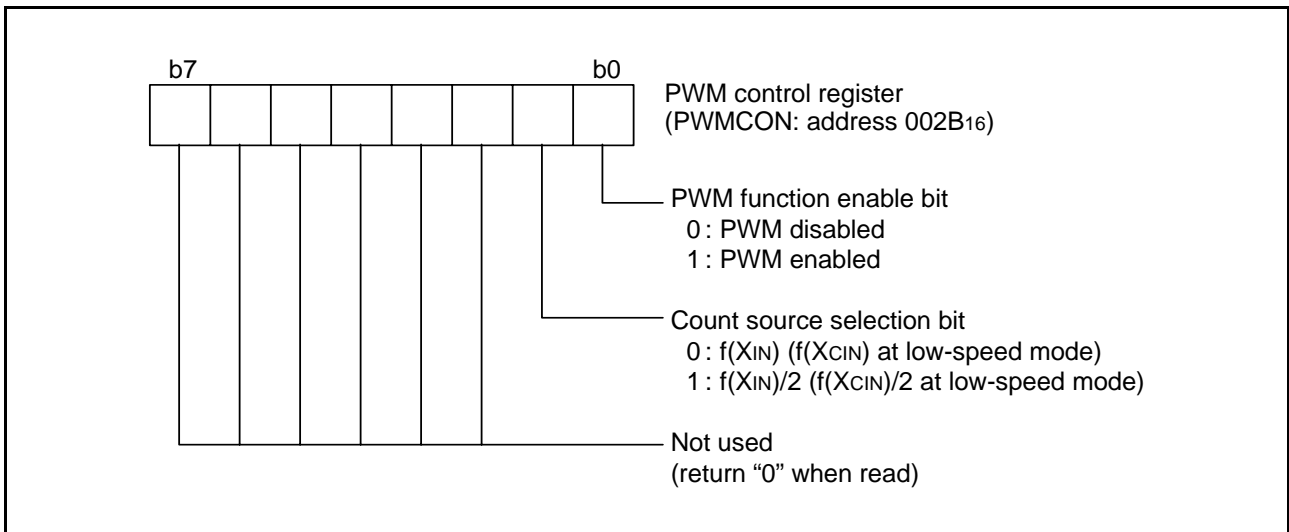 b7 b0
PWM control register
(PWMCON: address 002B16)
PWM function enable bit
0 : PWM disabled
1 : PWM enabled
Count source selection bit
0 : f(XIN) (f(XCIN) at low-speed mode)
1 : f(XIN)/2 (f(XCIN)/2 at low-speed mode)
Not used
(return “0” when read)